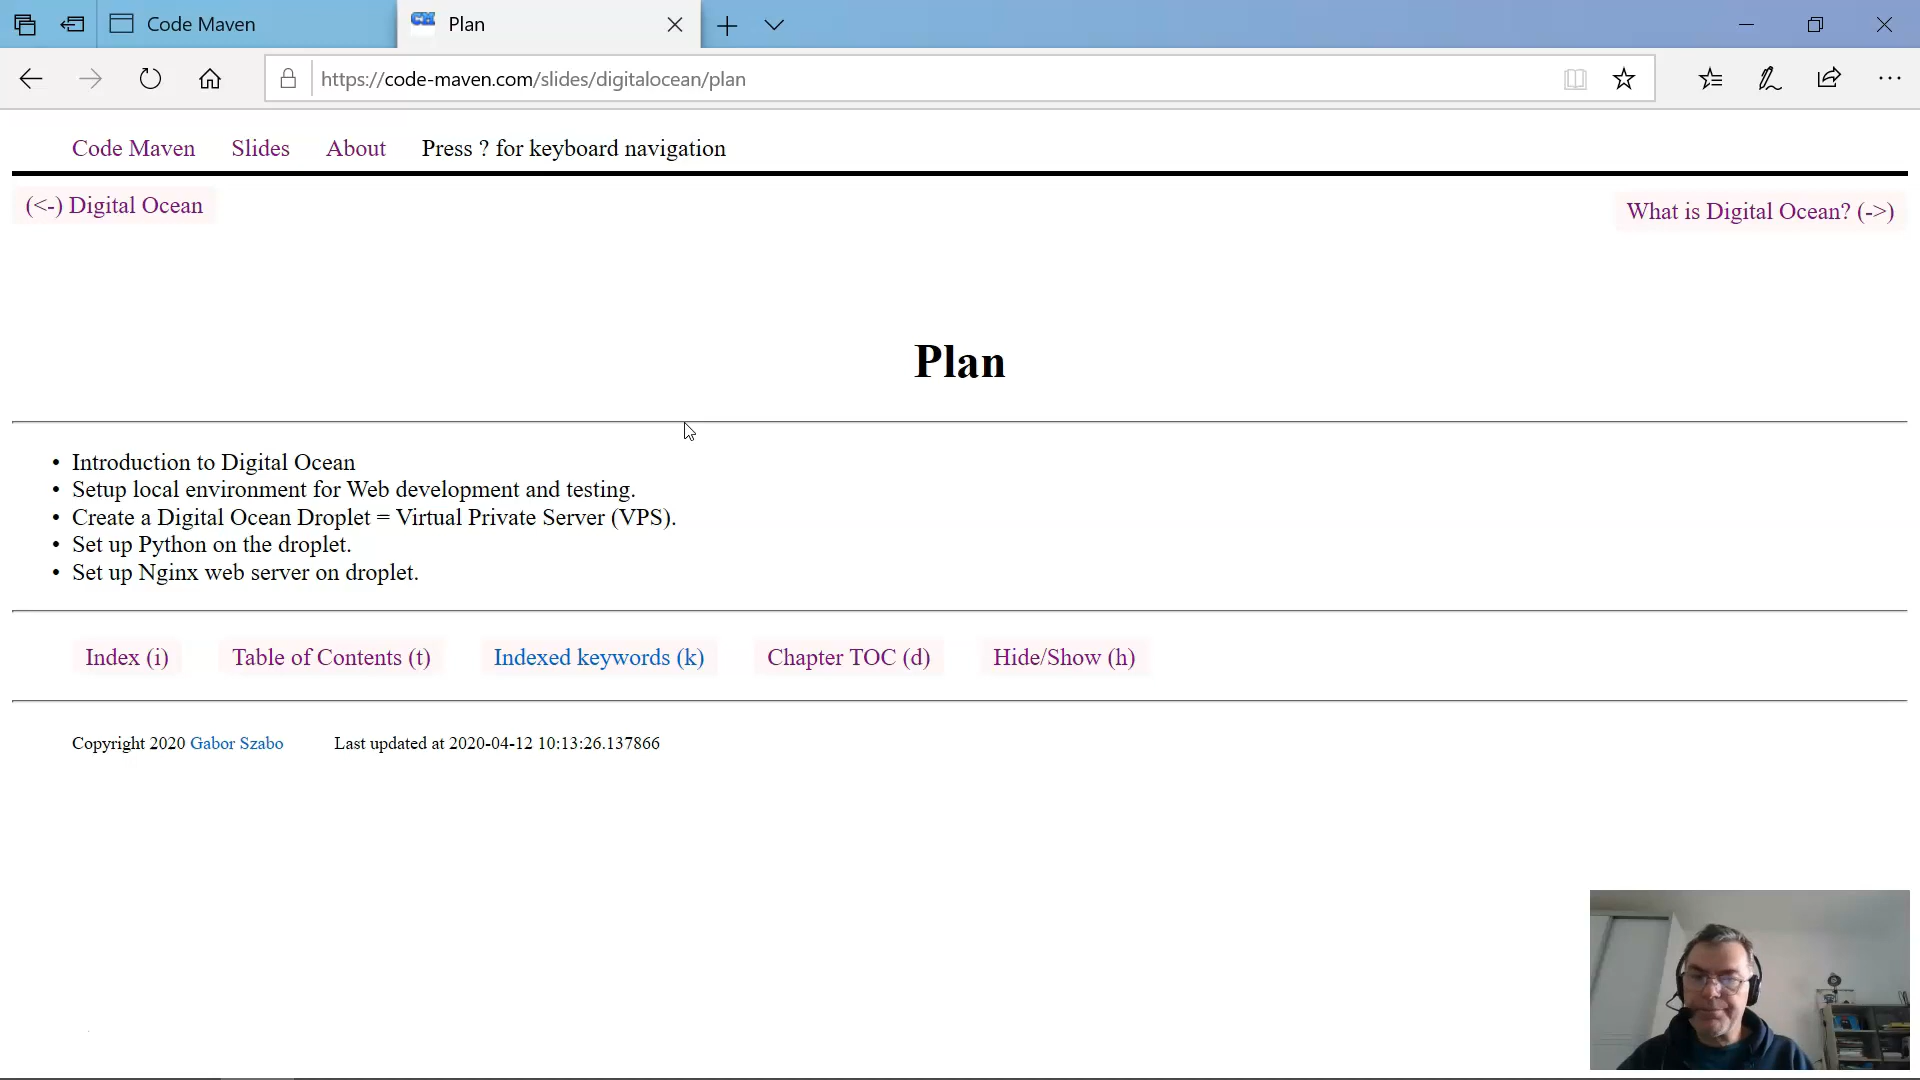 Code Maven
CM Plan
https://code-maven.com/slides/digitalocean/plan
Code Maven Slides About Press ? for keyboard navigation
(<-) Digital Ocean
What is Digital Ocean? (->)
Plan
• Introduction to Digital Ocean
• Setup local environment for Web development and testing.
• Create a Digital Ocean Droplet = Virtual Private Server (VPS).
• Set up Python on the droplet.
• Set up Nginx web server on droplet.
Index (i) Table of Contents (t) Indexed keywords (k) Chapter TOC (d) Hide/Show (h)
Copyright 2020 Gabor Szabo Last updated at 2020-04-12 10:13:26.137866